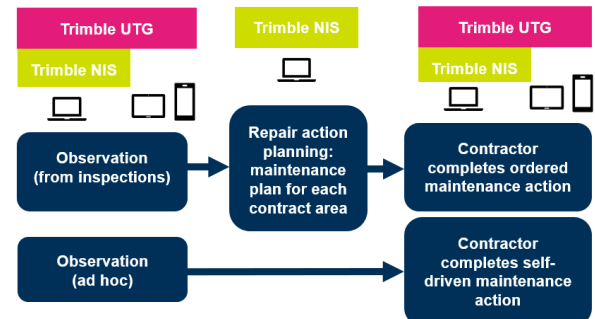 Trimble UTG
Trimble NIS
Trimble NIS
Trimble UTG
Trimble NIS
Observation
(from inspections)
Repair action
planning:
maintenance
plan for each
contract area
Contractor
completes ordered
maintenance action
Observation
(ad hoc)
Contractor
completes self-
driven maintenance
action